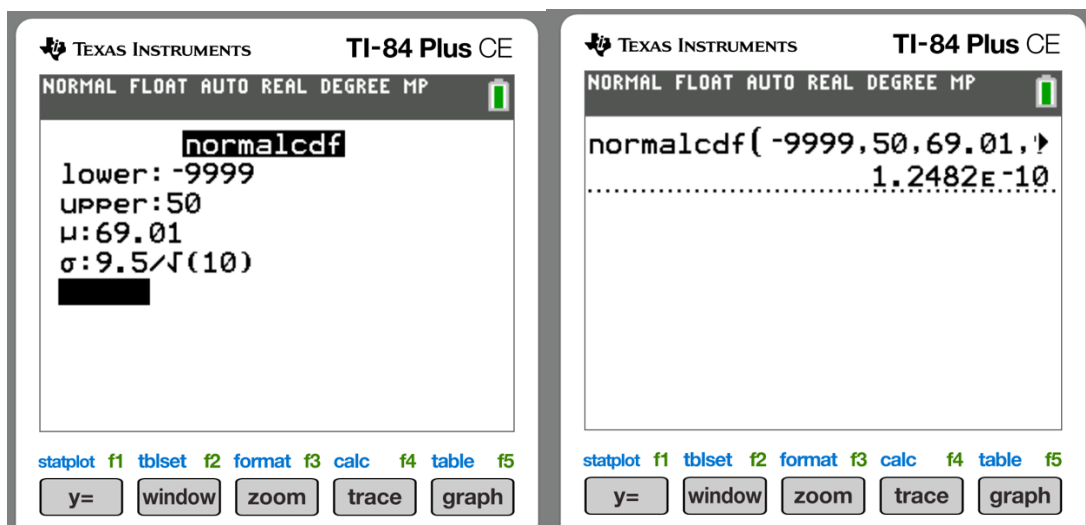 TEXAS INSTRUMENTS TI-84 Plus CE
NORMAL FLOAT AUTO REAL DEGREE MP
normalcdf
lower:-9999
upper:50
μ:69.01
σ:9.5/√(10)
statplot f1 tblset f2 format f3 calc f4 table f5
y= window zoom trace graph
TEXAS INSTRUMENTS TI-84 Plus CE
NORMAL FLOAT AUTO REAL DEGREE MP
normalcdf(-9999,50,69.01,
1.2482ᴇ-10
statplot f1 tblset f2 format f3 calc f4 table f5
y= window zoom trace graph